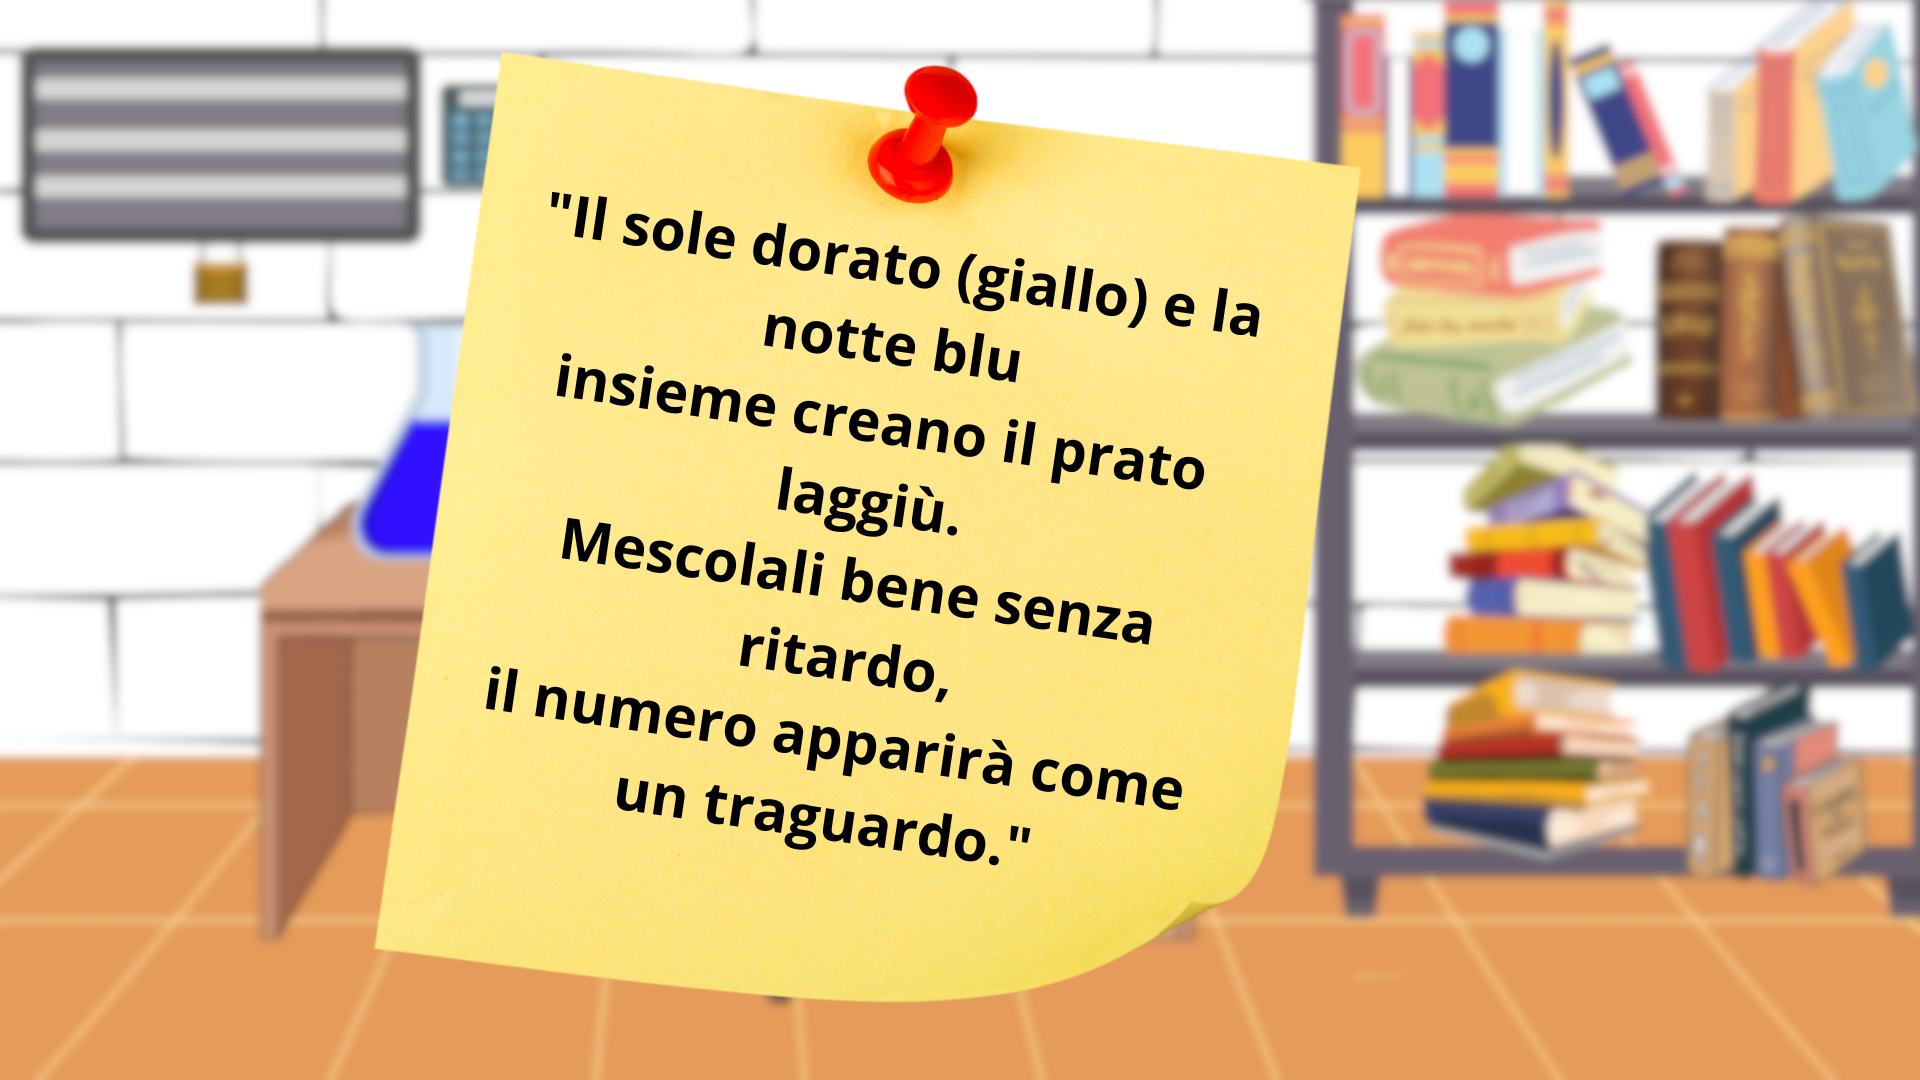 "Il sole dorato (giallo) e la
notte blu
insieme creano il prato
laggiù.
Mescolali bene senza
ritardo,
il numero apparirà come
un traguardo."